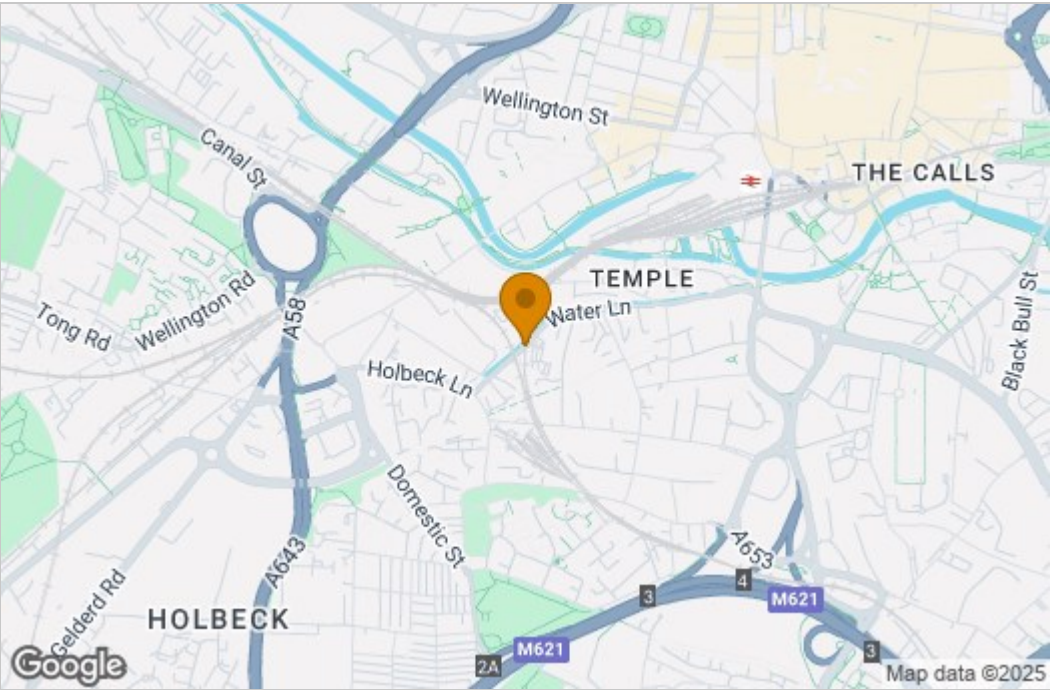 Wellington St
Canal St
THE CALLS
TEMPLE
Water Ln
Wellington Rd
A58
Tong Rd
Black Bull St
Holbeck Ln
Domestic St
A653
A643
4
3
M621
Gelderd Rd
HOLBECK
M621
3
2A
Google
Map data ©2025